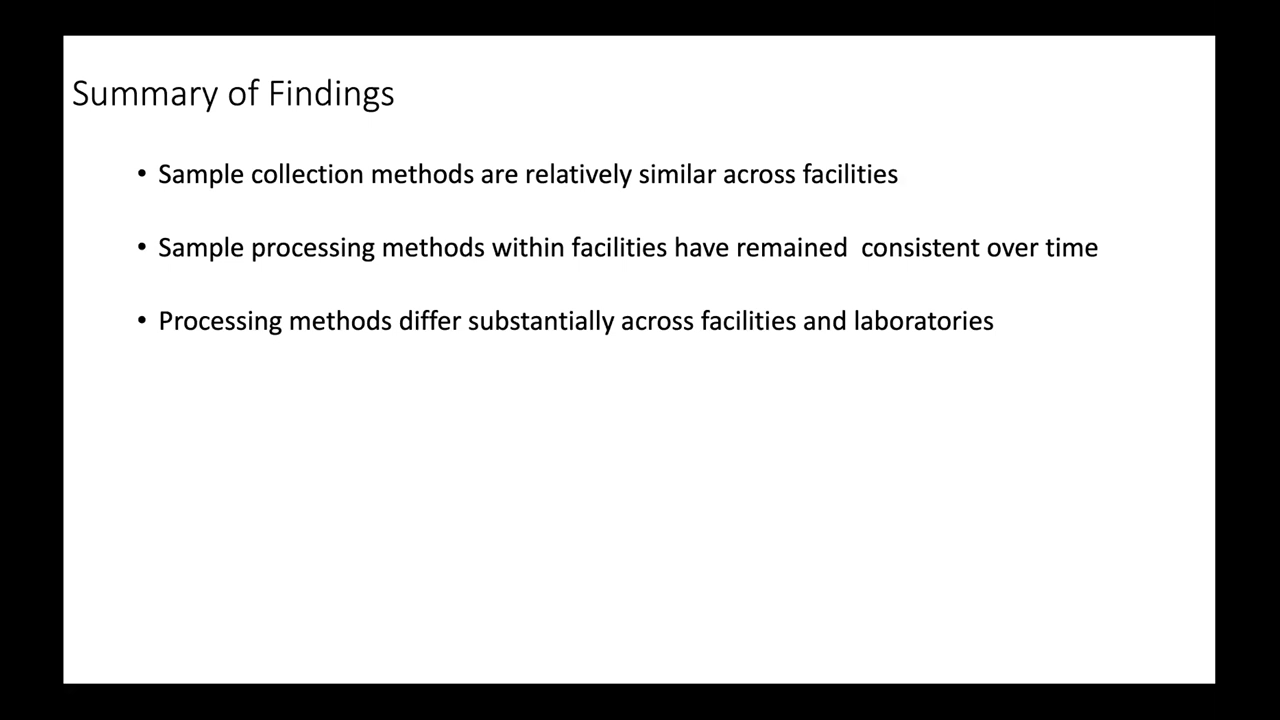 Summary of Findings
• Sample collection methods are relatively similar across facilities
• Sample processing methods within facilities have remained  consistent over time
• Processing methods differ substantially across facilities and laboratories